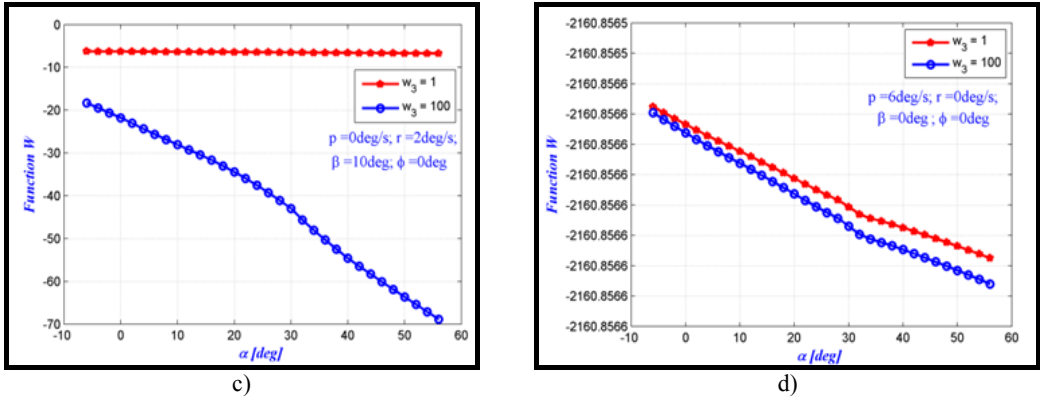 0
-10
-20
-30
-40
-50
-60
-70
Function W
w3 = 1
w3 = 100
p =0deg/s; r =2deg/s;
β =10deg; ϕ =0deg
-10 0 10 20 30 40 50 60
α [deg]
c)
-2160.8565
-2160.8565
-2160.8566
-2160.8566
-2160.8566
-2160.8566
-2160.8566
-2160.8566
-2160.8566
-2160.8566
-2160.8566
Function W
w3 = 1
w3 = 100
p =6deg/s; r =0deg/s;
β =0deg ; ϕ =0deg
-10 0 10 20 30 40 50 60
α [deg]
d)